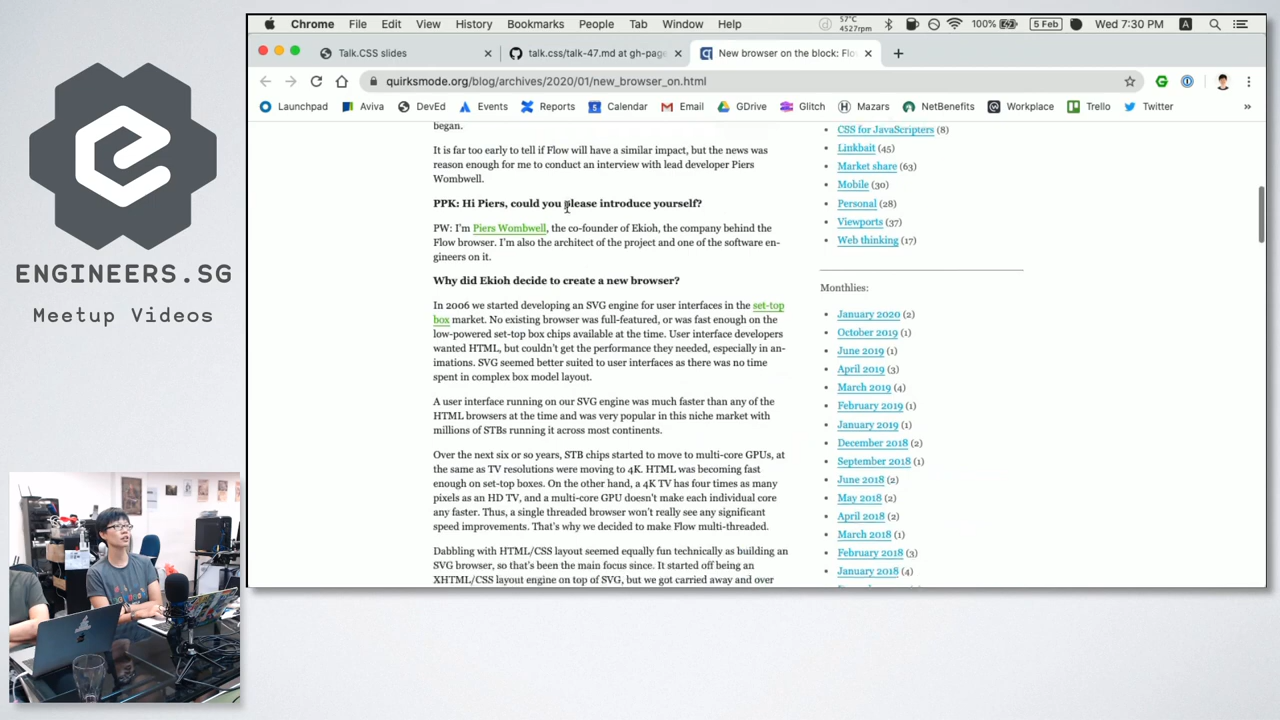 Chrome File Edit View History Bookmarks People Tab Window Help 57°C 4527rpm 100% 5 Feb Wed 7:30 PM A
Talk.CSS slides
talk.css/talk-47.md at gh-page
New browser on the block: Flo
quirksmode.org/blog/archives/2020/01/new_browser_on.html
Launchpad Aviva DevEd Events Reports Calendar Email GDrive Glitch Mazars NetBenefits Workplace Trello Twitter »
began.
It is far too early to tell if Flow will have a similar impact, but the news was
reason enough for me to conduct an interview with lead developer Piers
Wombwell.
PPK: Hi Piers, could you please introduce yourself?
PW: I'm Piers Wombwell, the co-founder of Ekioh, the company behind the
Flow browser. I'm also the architect of the project and one of the software en-
gineers on it.
Why did Ekioh decide to create a new browser?
In 2006 we started developing an SVG engine for user interfaces in the set-top
box market. No existing browser was full-featured, or was fast enough on the
low-powered set-top box chips available at the time. User interface developers
wanted HTML, but couldn't get the performance they needed, especially in an-
imations. SVG seemed better suited to user interfaces as there was no time
spent in complex box model layout.
A user interface running on our SVG engine was much faster than any of the
HTML browsers at the time and was very popular in this niche market with
millions of STBs running it across most continents.
Over the next six or so years, STB chips started to move to multi-core GPUs, at
the same as TV resolutions were moving to 4K. HTML was becoming fast
enough on set-top boxes. On the other hand, a 4K TV has four times as many
pixels as an HD TV, and a multi-core GPU doesn't make each individual core
any faster. Thus, a single threaded browser won't really see any significant
speed improvements. That's why we decided to make Flow multi-threaded.
Dabbling with HTML/CSS layout seemed equally fun technically as building an
SVG browser, so that's been the main focus since. It started off being an
XHTML/CSS layout engine on top of SVG, but we got carried away and over
CSS for JavaScripters (8)
Linkbait (45)
Market share (63)
Mobile (30)
Personal (28)
Viewports (37)
Web thinking (17)
Monthlies:
January 2020 (2)
October 2019 (1)
June 2019 (1)
April 2019 (3)
March 2019 (4)
February 2019 (1)
January 2019 (1)
December 2018 (2)
September 2018 (1)
June 2018 (2)
May 2018 (2)
April 2018 (2)
March 2018 (1)
February 2018 (3)
January 2018 (4)
ENGINEERS.SG
Meetup Videos